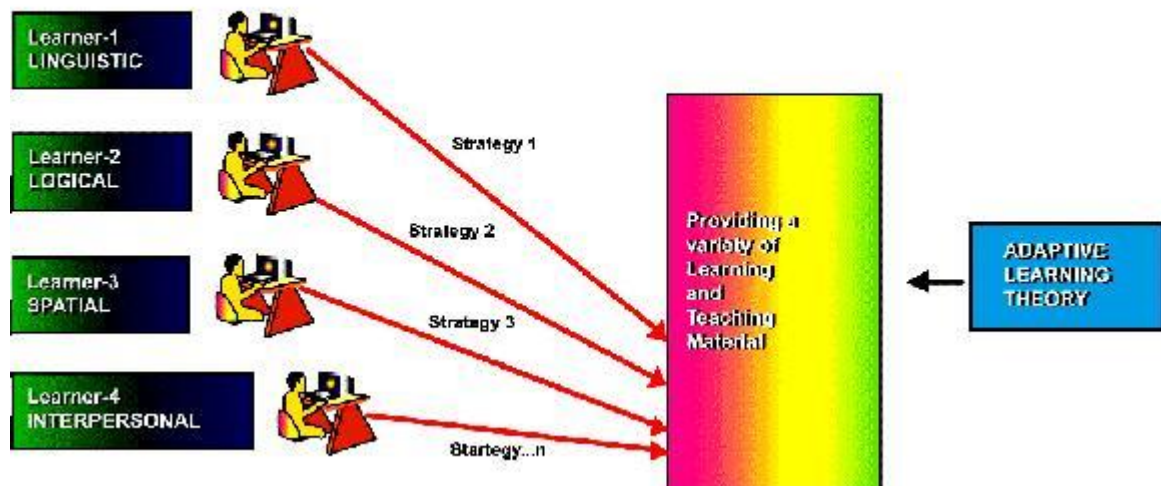 Learner-1
LINGUISTIC
Strategy 1
Learner-2
LOGICAL
Strategy 2
Learner-3
SPATIAL
Strategy 3
Learner-4
INTERPERSONAL
Startegy...n
Providing a
variety of
Learning
and
Teaching
Material
ADAPTIVE
LEARNING
THEORY